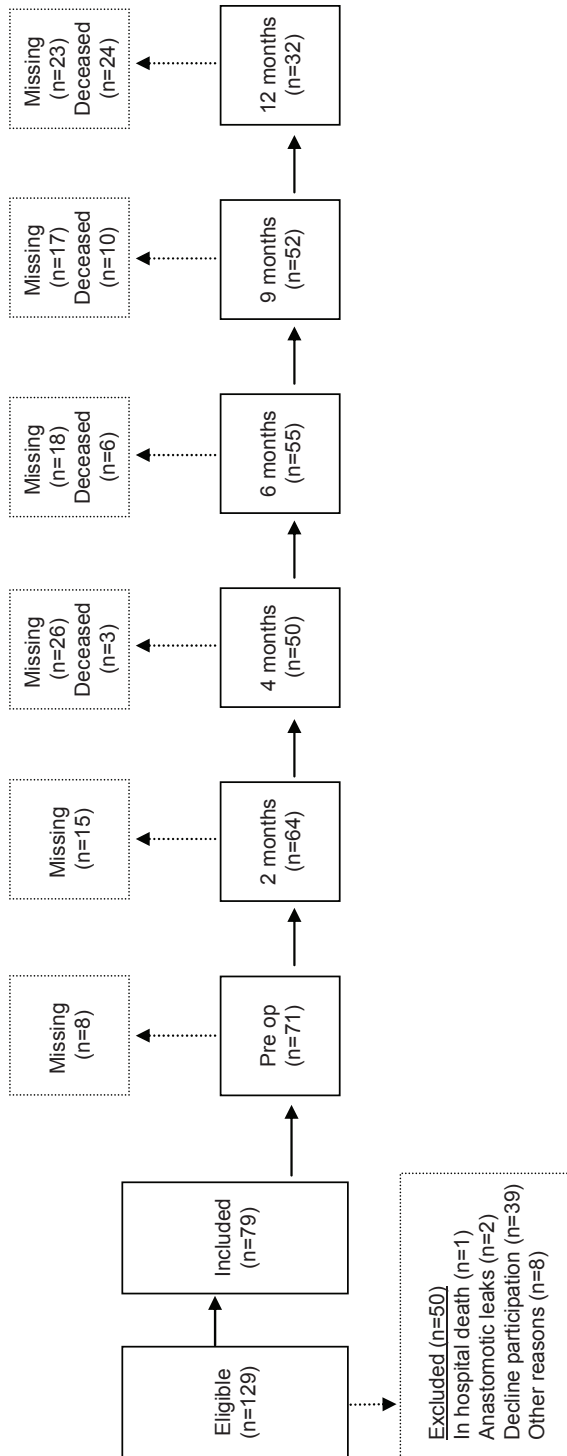 Eligible
(n=129)
Excluded (n=50)
In hospital death (n=1)
Anastomotic leaks (n=2)
Decline participation (n=39)
Other reasons (n=8)
Included
(n=79)
Pre op
(n=71)
Missing
(n=8)
2 months
(n=64)
Missing
(n=15)
4 months
(n=50)
Missing
(n=26)
Deceased
(n=3)
6 months
(n=55)
Missing
(n=18)
Deceased
(n=6)
9 months
(n=52)
Missing
(n=17)
Deceased
(n=10)
12 months
(n=32)
Missing
(n=23)
Deceased
(n=24)